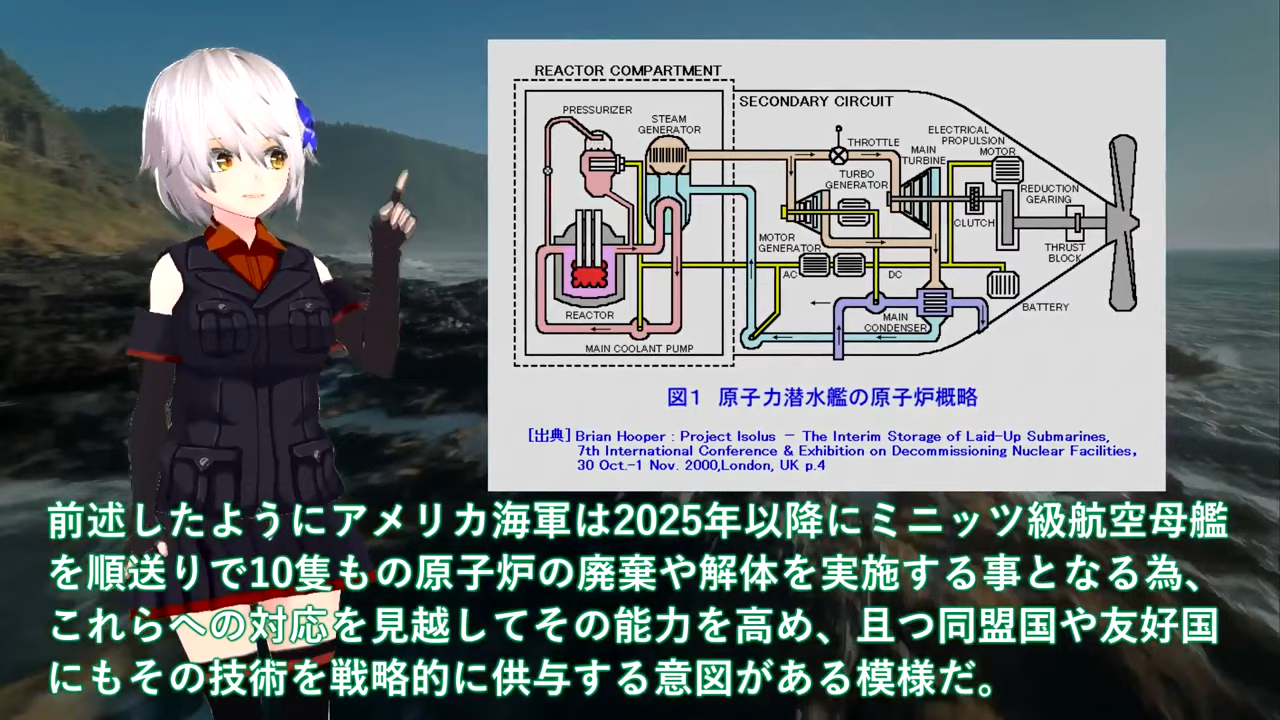 REACTOR COMPARTMENT
PRESSURIZER
STEAM
GENERATOR
REACTOR
MAIN COOLANT PUMP
SECONDARY CIRCUIT
THROTTLE
MAIN
TURBINE
ELECTRICAL
PROPULSION
MOTOR
TURBO
GENERATOR
REDUCTION
GEARING
CLUTCH
THRUST
BLOCK
MOTOR
GENERATOR
AC
DC
BATTERY
MAIN
CONDENSER
図1 原子力潜水艦の原子炉概略
[出典] Brian Hooper : Project Isolus － The Interim Storage of Laid-Up Submarines,
7th International Conference & Exhibition on Decommissioning Nuclear Facilities,
30 Oct.-1 Nov. 2000,London, UK p.4
前述したようにアメリカ海軍は2025年以降にミニッツ級航空母艦
を順送りで10隻もの原子炉の廃棄や解体を実施する事となる為、
これらへの対応を見越してその能力を高め、且つ同盟国や友好国
にもその技術を戦略的に供与する意図がある模様だ。